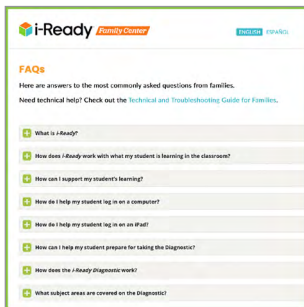 i-Ready Family Center
ENGLISH ESPAÑOL
FAQs
Here are answers to the most commonly asked questions from families.
Need technical help? Check out the Technical and Troubleshooting Guide for Families.
What is i-Ready?
How does i-Ready work with what my student is learning in the classroom?
How can I support my student's learning?
How do I help my student log in on a computer?
How do I help my student log in on an iPad?
How can I help my student prepare for taking the Diagnostic?
How does the i-Ready Diagnostic work?
What subject areas are covered on the Diagnostic?